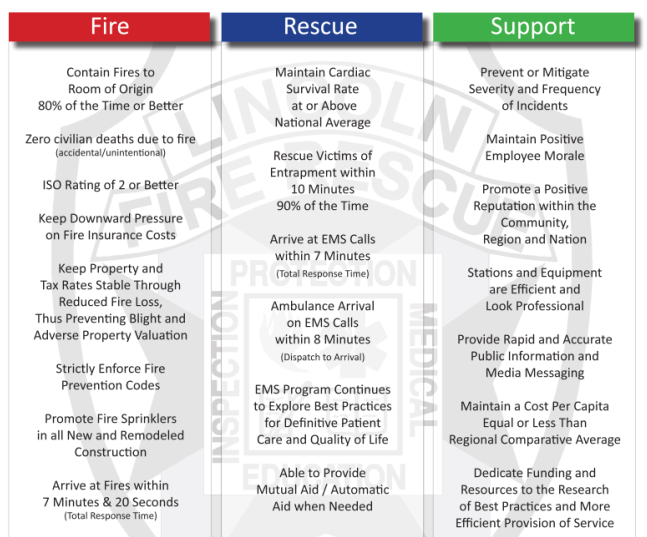 Fire
Contain Fires to
Room of Origin
80% of the Time or Better
Zero civilian deaths due to fire
(accidental/unintentional)
ISO Rating of 2 or Better
Keep Downward Pressure
on Fire Insurance Costs
Keep Property and
Tax Rates Stable Through
Reduced Fire Loss,
Thus Preventing Blight and
Adverse Property Valuation
Strictly Enforce Fire
Prevention Codes
Promote Fire Sprinklers
in all New and Remodeled
Construction
Arrive at Fires within
7 Minutes & 20 Seconds
(Total Response Time)
Rescue
Maintain Cardiac
Survival Rate
at or Above
National Average
Rescue Victims of
Entrapment within
10 Minutes
90% of the Time
Arrive at EMS Calls
within 7 Minutes
(Total Response Time)
Ambulance Arrival
on EMS Calls
within 8 Minutes
(Dispatch to Arrival)
EMS Program Continues
to Explore Best Practices
for Definitive Patient
Care and Quality of Life
Able to Provide
Mutual Aid / Automatic
Aid when Needed
Support
Prevent or Mitigate
Severity and Frequency
of Incidents
Maintain Positive
Employee Morale
Promote a Positive
Reputation within the
Community,
Region and Nation
Stations and Equipment
are Efficient and
Look Professional
Provide Rapid and Accurate
Public Information and
Media Messaging
Maintain a Cost Per Capita
Equal or Less Than
Regional Comparative Average
Dedicate Funding and
Resources to the Research
of Best Practices and More
Efficient Provision of Service
LINCOLN
FIRE RESCUE
PROTECTION
INSPECTION
MEDICAL
EDUCATION